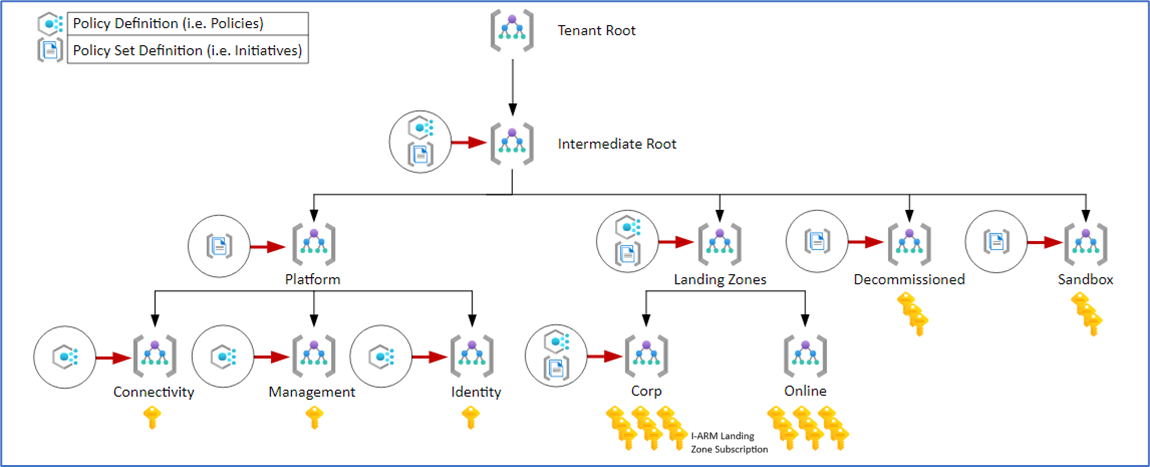 Policy Definition (i.e. Policies)
Policy Set Definition (i.e. Initiatives)
Tenant Root
Intermediate Root
Platform
Landing Zones
Decommissioned
Sandbox
Connectivity
Management
Identity
Corp
Online
I-ARM Landing
Zone Subscription